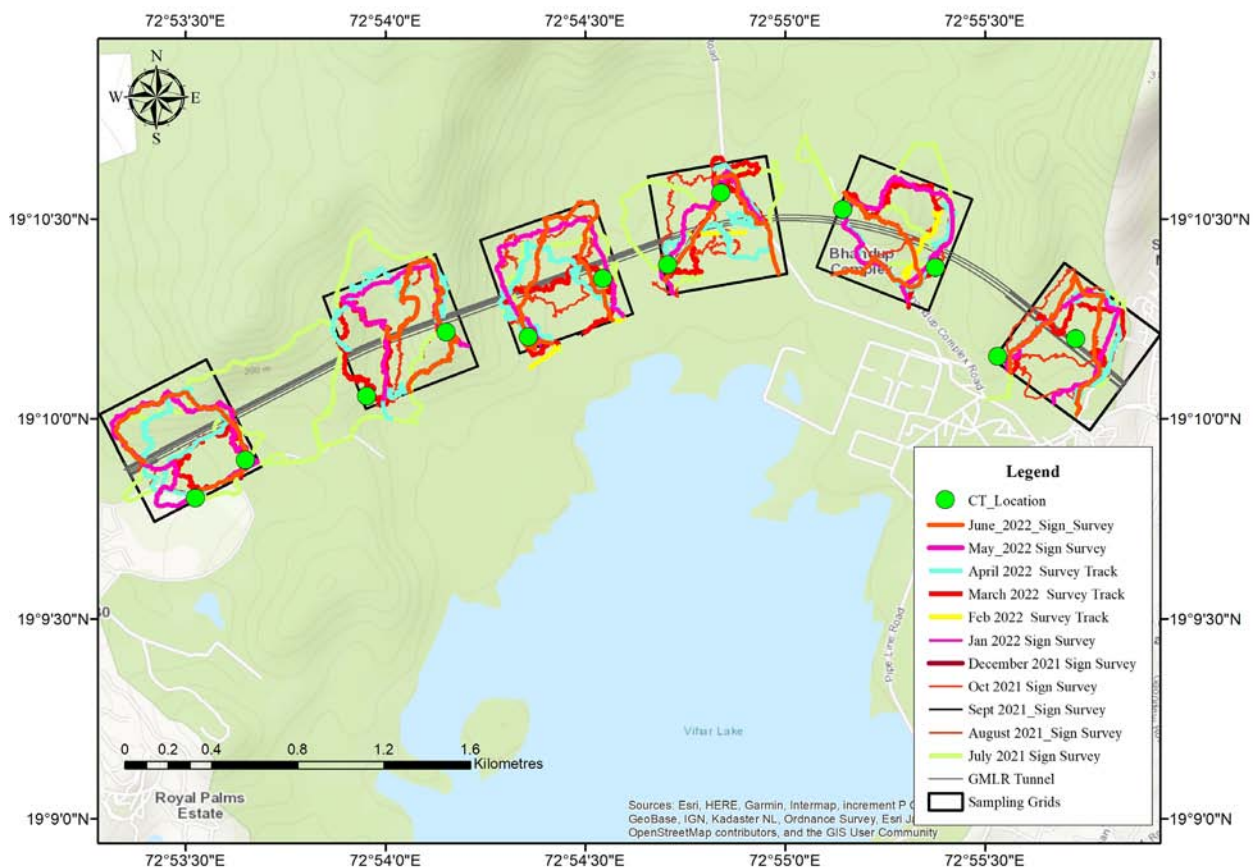 72°53'30"E 72°54'0"E 72°54'30"E 72°55'0"E 72°55'30"E
N
W E
S
Road
19°10'30"N 19°10'30"N
Bhandup
Complex
200 m
Complex Road
19°10'0"N 19°10'0"N
Legend
CT_Location
June_2022_Sign_Survey
May_2022 Sign Survey
April 2022 Survey Track
March 2022 Survey Track
Feb 2022 Survey Track
Jan 2022 Sign Survey
December 2021 Sign Survey
Oct 2021 Sign Survey
Sept 2021_Sign Survey
August 2021_Sign Survey
July 2021 Sign Survey
GMLR Tunnel
Sampling Grids
19°9'30"N 19°9'30"N
Pipe Line Road
Vihar Lake
0 0.2 0.4 0.8 1.2 1.6
Kilometres
Royal Palms
Estate
Sources: Esri, HERE, Garmin, Intermap, increment P
GeoBase, IGN, Kadaster NL, Ordnance Survey, Esri
OpenStreetMap contributors, and the GIS User Community
19°9'0"N 19°9'0"N
72°53'30"E 72°54'0"E 72°54'30"E 72°55'0"E 72°55'30"E